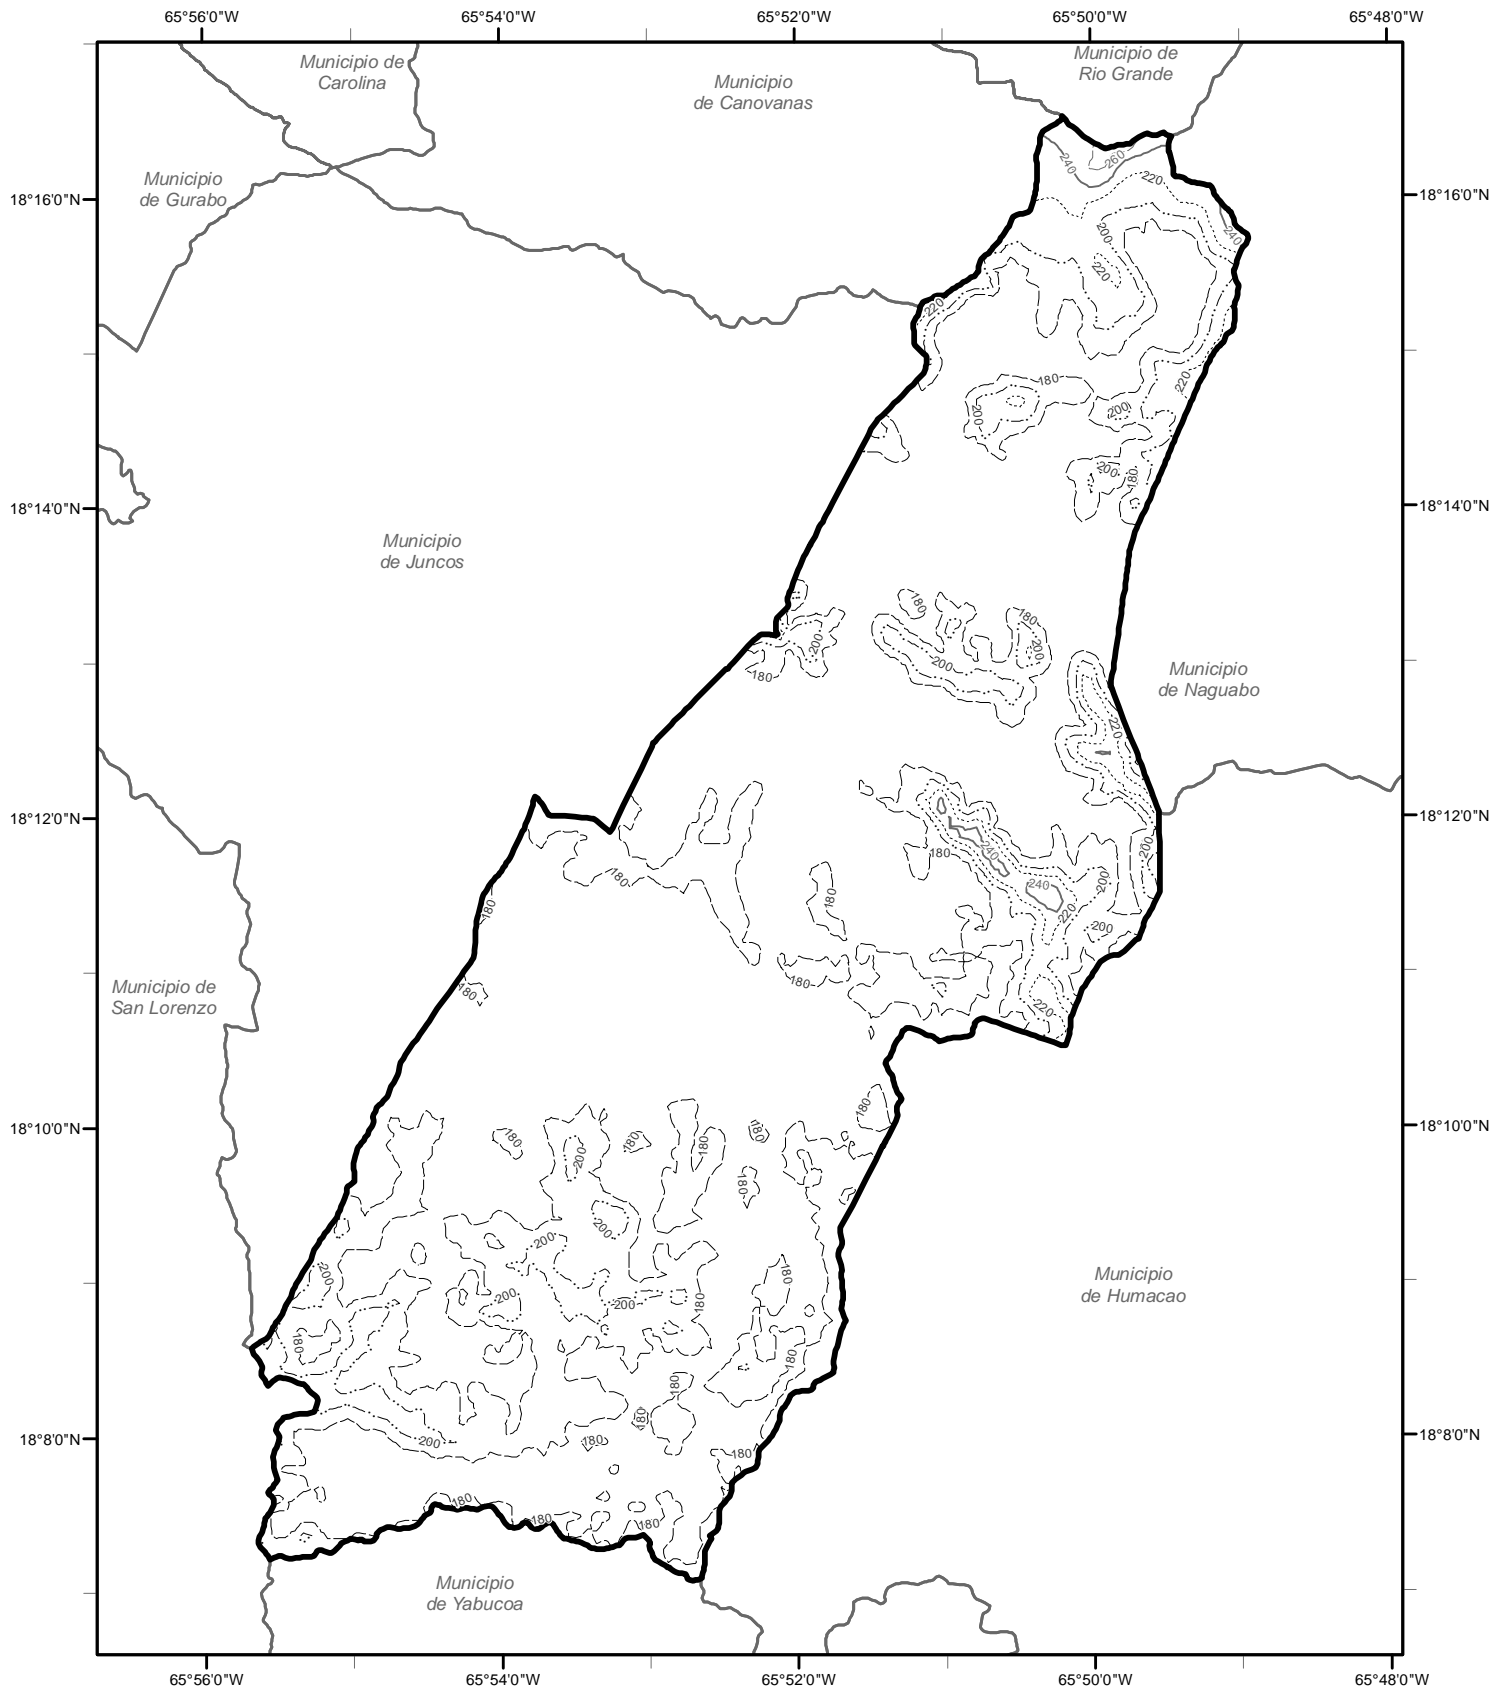 65°56'0"W 65°54'0"W 65°52'0"W 65°50'0"W 65°48'0"W
Municipio de
Carolina
Municipio
de Canovanas
Municipio de
Rio Grande
240
260
220
Municipio
de Gurabo
18°16'0"N
18°16'0"N
200
240
220
220
220
180
200
200
200
180
18°14'0"N
18°14'0"N
Municipio
de Juncos
180
180
200
200
200
180
Municipio
de Naguabo
220
18°12'0"N
18°12'0"N
240
180
200
180
240
200
180
180
220
200
Municipio de
San Lorenzo
180
180
220
180
18°10'0"N
18°10'0"N
180
180
180
180
200
180
200
200
200
180
Municipio
de Humacao
200
200
180
180
180
180
180
18°8'0"N
18°8'0"N
200
180
180
180
180
180
Municipio
de Yabucoa
65°56'0"W 65°54'0"W 65°52'0"W 65°50'0"W 65°48'0"W